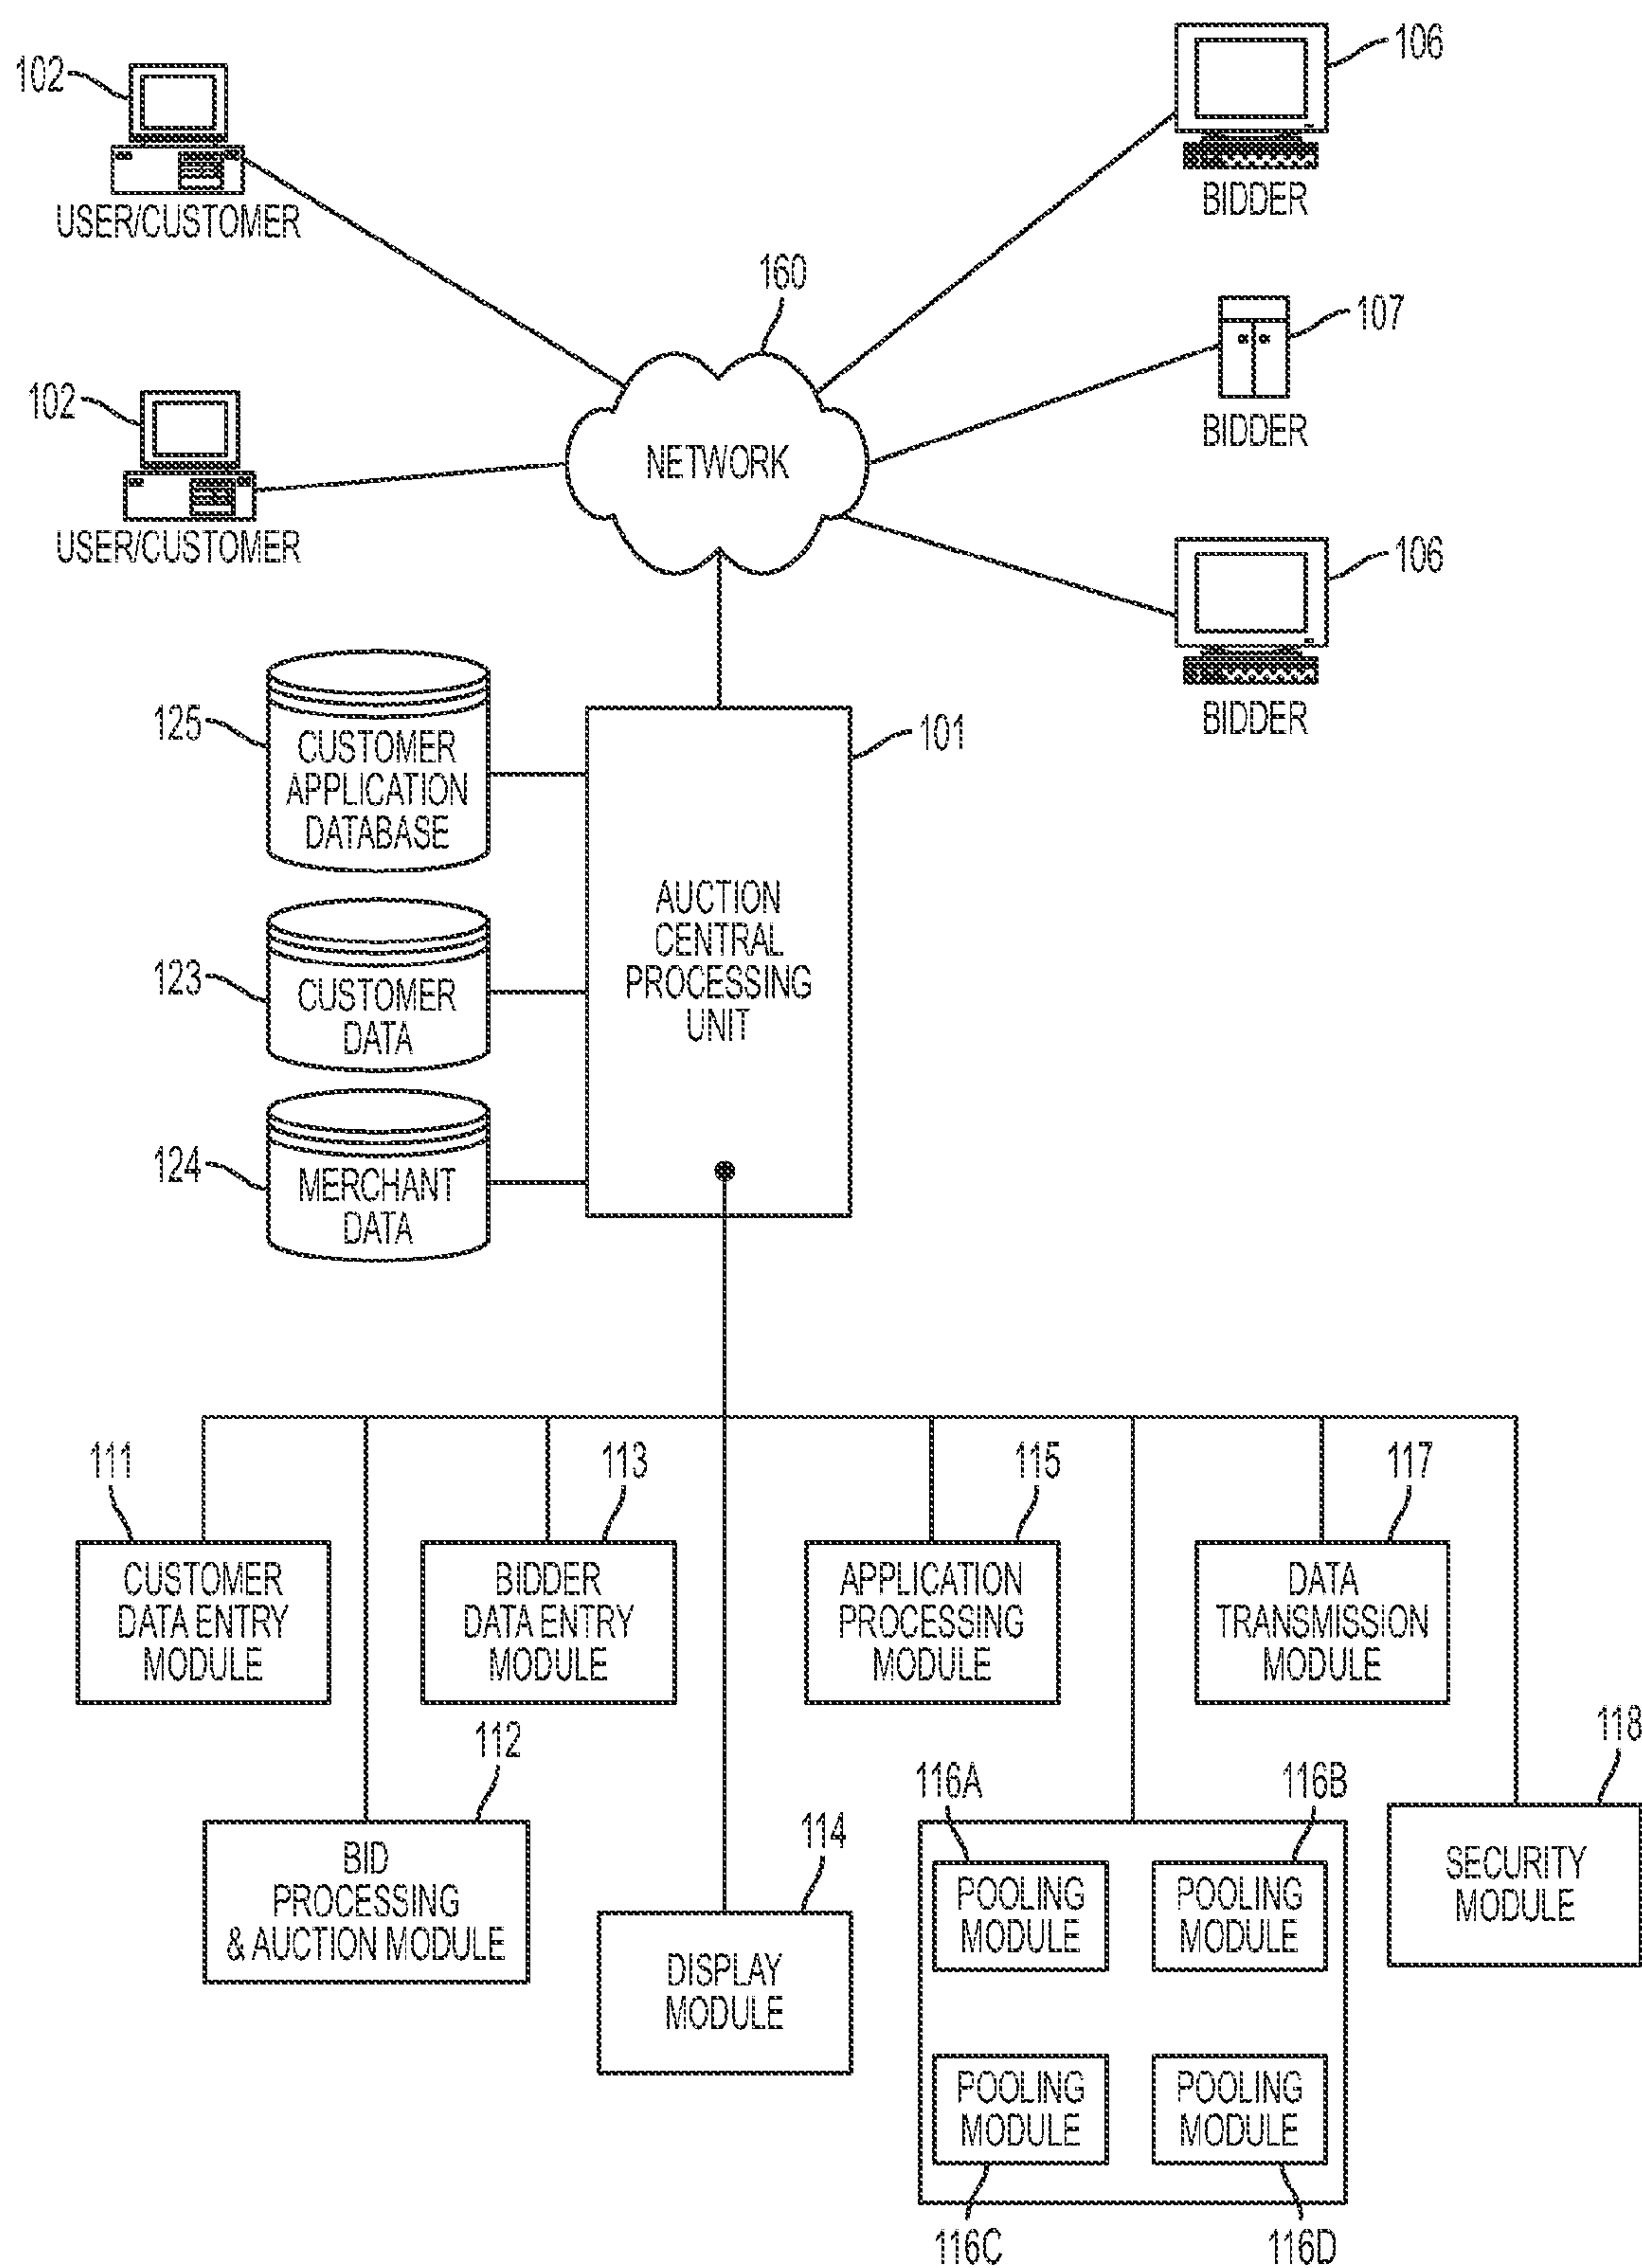 102
USER/CUSTOMER
106
BIDDER
160
NETWORK
107
BIDDER
102
USER/CUSTOMER
106
BIDDER
125
CUSTOMER
APPLICATION
DATABASE
101
AUCTION
CENTRAL
PROCESSING
UNIT
123
CUSTOMER
DATA
124
MERCHANT
DATA
111
CUSTOMER
DATA ENTRY
MODULE
113
BIDDER
DATA ENTRY
MODULE
115
APPLICATION
PROCESSING
MODULE
117
DATA
TRANSMISSION
MODULE
112
BID
PROCESSING
& AUCTION MODULE
114
DISPLAY
MODULE
116A
POOLING
MODULE
116B
POOLING
MODULE
118
SECURITY
MODULE
POOLING
MODULE
116C
POOLING
MODULE
116D